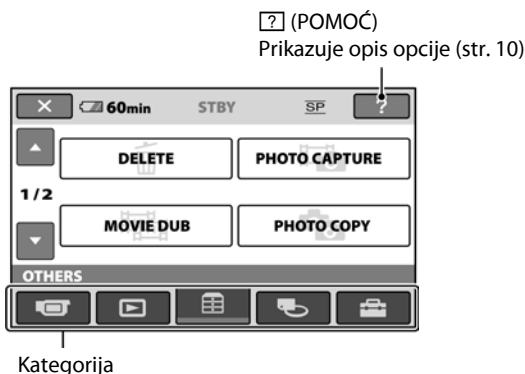 ? (POMOĆ)
Prikazuje opis opcije (str. 10)
60min STBY SP ?
DELETE PHOTO CAPTURE
1/2
MOVIE DUB PHOTO COPY
OTHERS
Kategorija